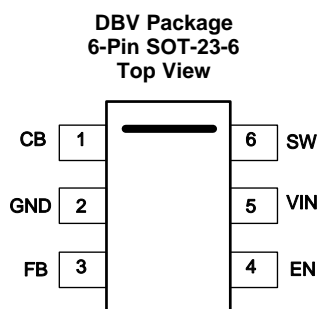 DBV Package
6-Pin SOT-23-6
Top View
CB 1 6 SW
GND 2 5 VIN
FB 3 4 EN